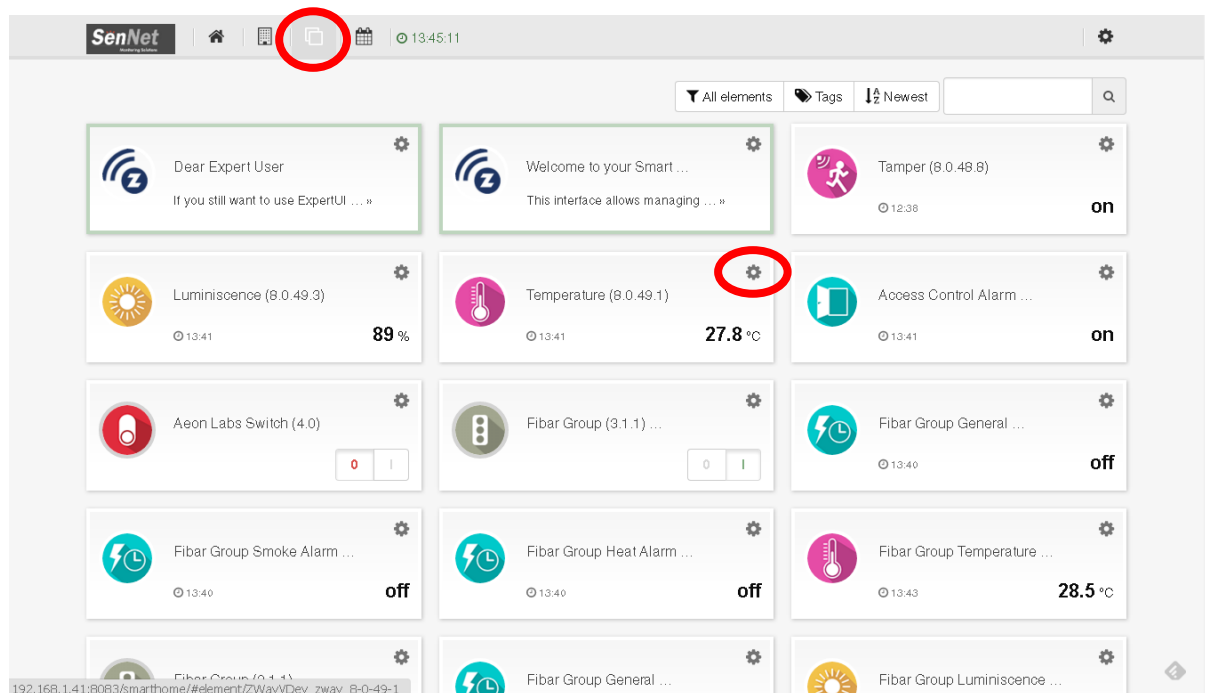 SenNet
Monitoring Solutions
13:45:11
All elements
Tags
Newest
Dear Expert User
If you still want to use ExpertUI ... »
Welcome to your Smart ...
This interface allows managing ... »
Tamper (8.0.48.8)
12:38
on
Luminiscence (8.0.49.3)
13:41
89 %
Temperature (8.0.49.1)
13:41
27.8 °C
Access Control Alarm ...
13:41
on
Aeon Labs Switch (4.0)
0 I
Fibar Group (3.1.1) ...
0 I
Fibar Group General ...
13:40
off
Fibar Group Smoke Alarm ...
13:40
off
Fibar Group Heat Alarm ...
13:40
off
Fibar Group Temperature ...
13:43
28.5 °C
Fibar Group General ...
Fibar Group Luminiscence ...
192.168.1.41:8083/smarthome/#element/ZWayVDev_zway_8-0-49-1